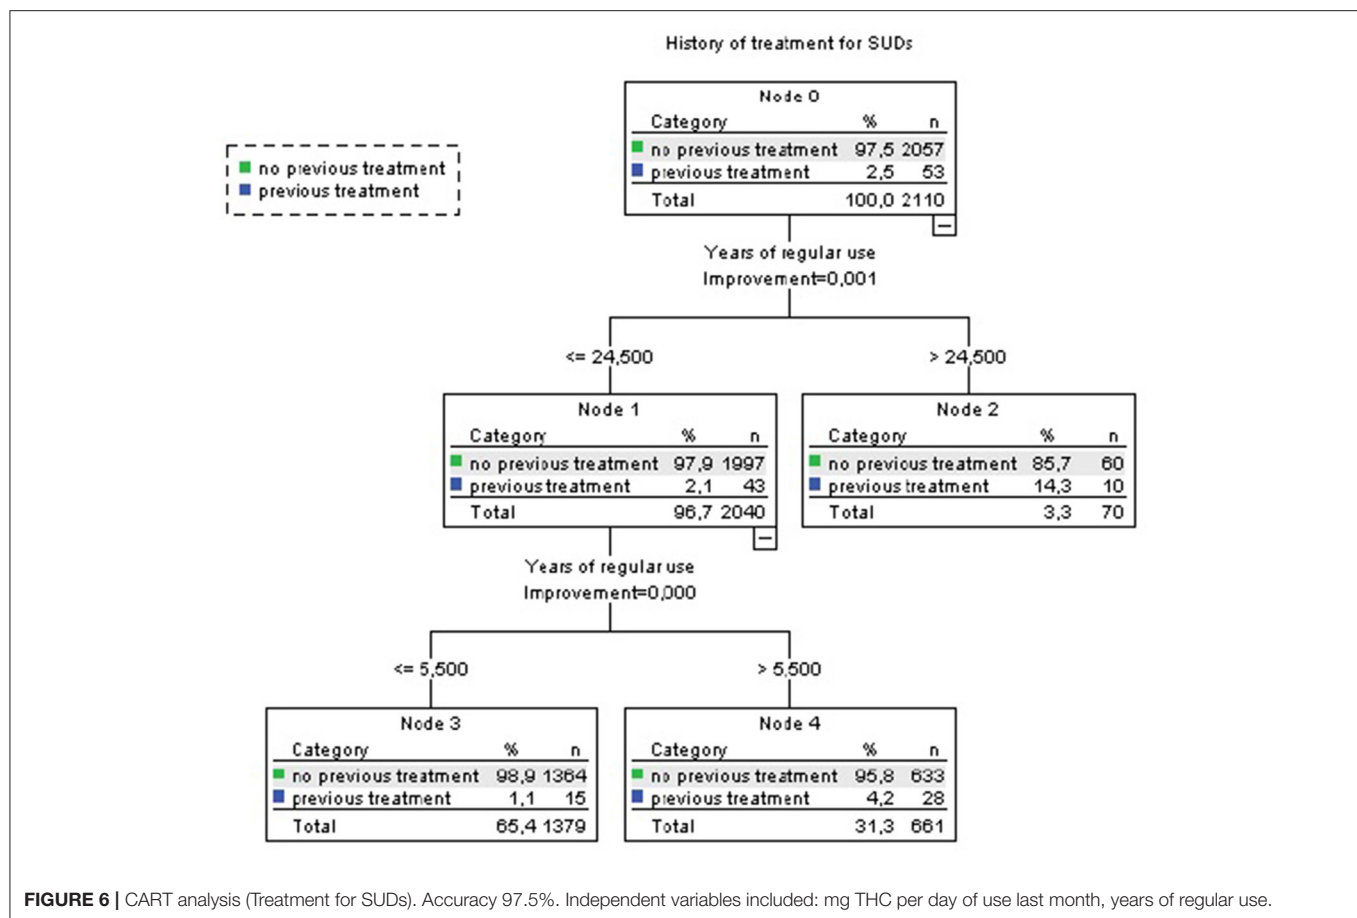 History of treatment for SUDs
Node 0
Category % n
no previous treatment 97,5 2057
previous treatment 2,5 53
Total 100,0 2110
no previous treatment
previous treatment
Years of regular use
Improvement=0,001
<= 24,500 > 24,500
Node 1
Category % n
no previous treatment 97,9 1997
previous treatment 2,1 43
Total 96,7 2040
Node 2
Category % n
no previous treatment 85,7 60
previous treatment 14,3 10
Total 3,3 70
Years of regular use
Improvement=0,000
<= 5,500 > 5,500
Node 3
Category % n
no previous treatment 98,9 1364
previous treatment 1,1 15
Total 65,4 1379
Node 4
Category % n
no previous treatment 95,8 633
previous treatment 4,2 28
Total 31,3 661
FIGURE 6 | CART analysis (Treatment for SUDs). Accuracy 97.5%. Independent variables included: mg THC per day of use last month, years of regular use.